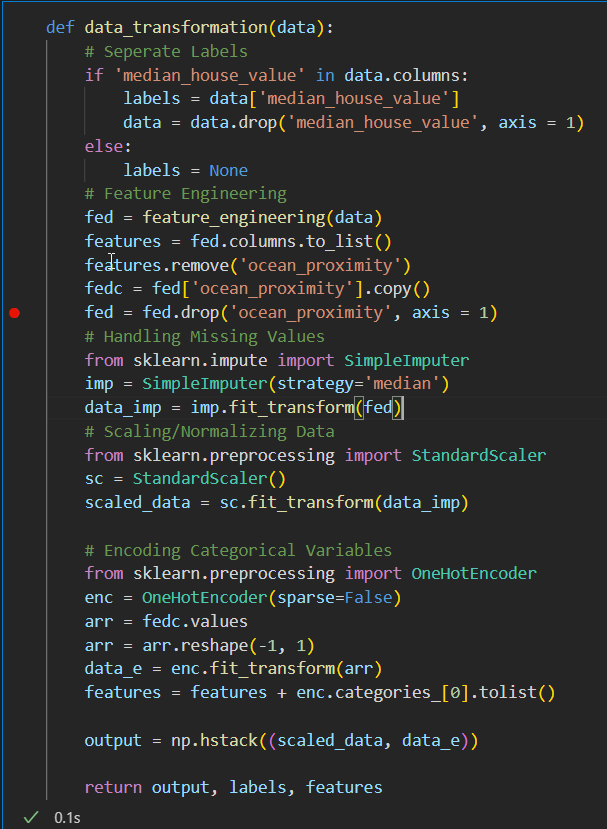 def data_transformation(data):
    # Seperate Labels
    if 'median_house_value' in data.columns:
        labels = data['median_house_value']
        data = data.drop('median_house_value', axis = 1)
    else:
        labels = None
    # Feature Engineering
    fed = feature_engineering(data)
    features = fed.columns.to_list()
    features.remove('ocean_proximity')
    fedc = fed['ocean_proximity'].copy()
    fed = fed.drop('ocean_proximity', axis = 1)
    # Handling Missing Values
    from sklearn.impute import SimpleImputer
    imp = SimpleImputer(strategy='median')
    data_imp = imp.fit_transform(fed)
    # Scaling/Normalizing Data
    from sklearn.preprocessing import StandardScaler
    sc = StandardScaler()
    scaled_data = sc.fit_transform(data_imp)

    # Encoding Categorical Variables
    from sklearn.preprocessing import OneHotEncoder
    enc = OneHotEncoder(sparse=False)
    arr = fedc.values
    arr = arr.reshape(-1, 1)
    data_e = enc.fit_transform(arr)
    features = features + enc.categories_[0].tolist()

    output = np.hstack((scaled_data, data_e))

    return output, labels, features
0.1s